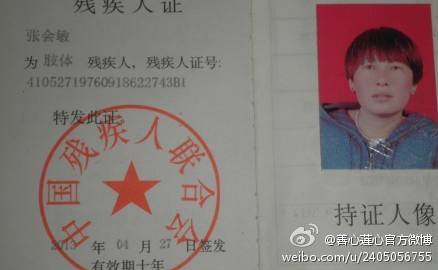 残疾人证
张会敏
为 肢体 残疾人，残疾人证号:
41052719760918622743B1
特发此证。
中国残疾人联合会
2013 年 04 月 27 日签发
有效期十年
持证人像
@善心莲心官方微博
weibo.com/u/2405056755